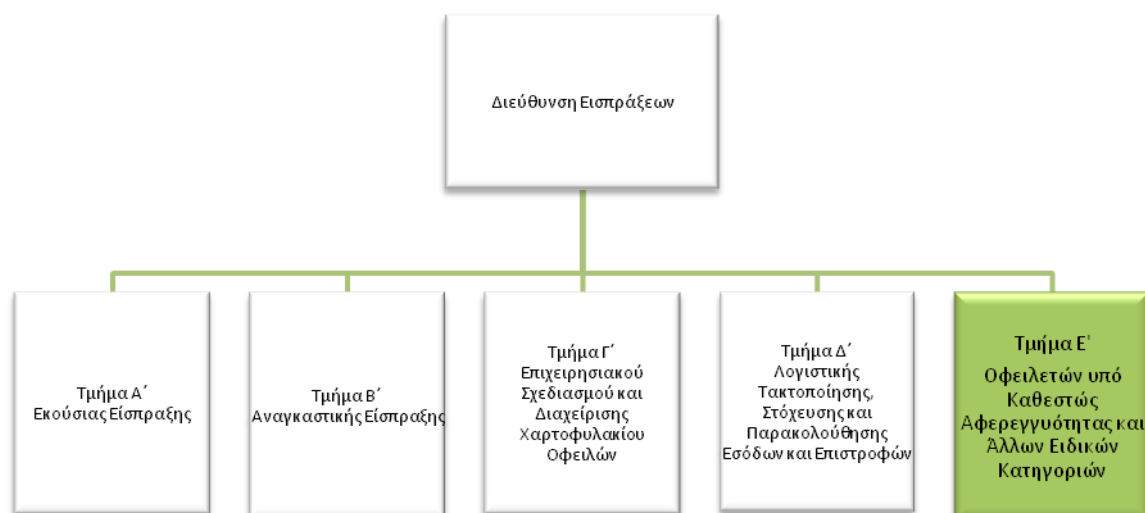 Διεύθυνση Εισπράξεων
Τμήμα Α΄
Εκούσιας Είσπραξης
Τμήμα Β΄
Αναγκαστικής Είσπραξης
Τμήμα Γ΄
Επιχειρησιακού
Σχεδιασμού και
Διαχείρισης
Χαρτοφυλακίου
Οφειλών
Τμήμα Δ΄
Λογιστικής
Τακτοποίησης,
Στόχευσης και
Παρακολούθησης
Εσόδων και Επιστροφών
Τμήμα Ε'
Οφειλετών υπό
Καθεστώς
Αφερεγγυότητας και
Άλλων Ειδικών
Κατηγοριών